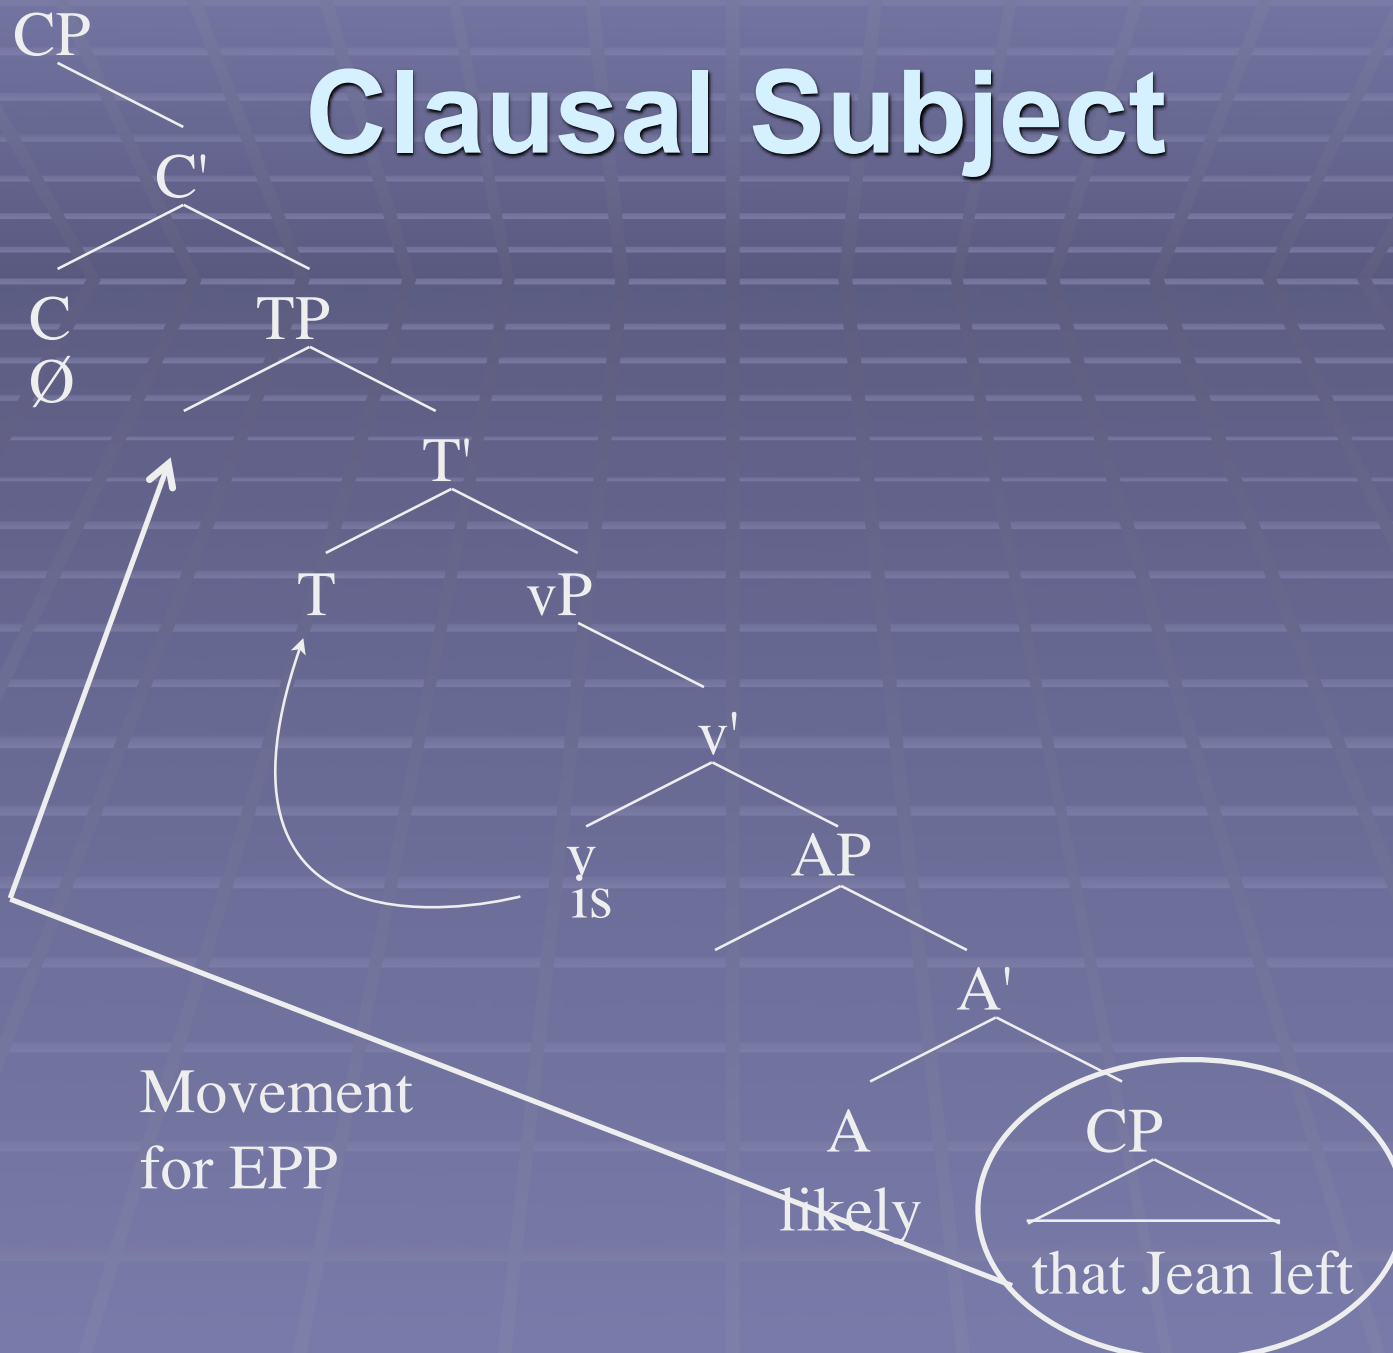 CP
Clausal Subject
C'
C TP
Ø
T'
T vP
v'
v AP
is
A'
Movement
for EPP
A CP
likely
that Jean left